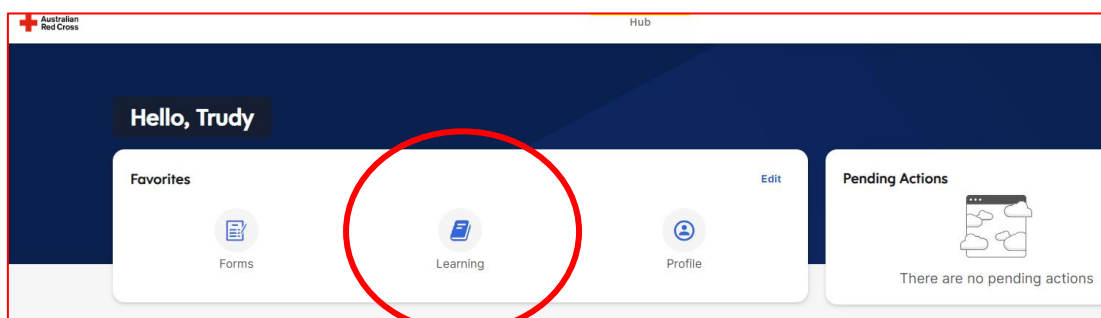 Australian
Red Cross
Hub
Hello, Trudy
Favorites
Edit
Forms
Learning
Profile
Pending Actions
There are no pending actions